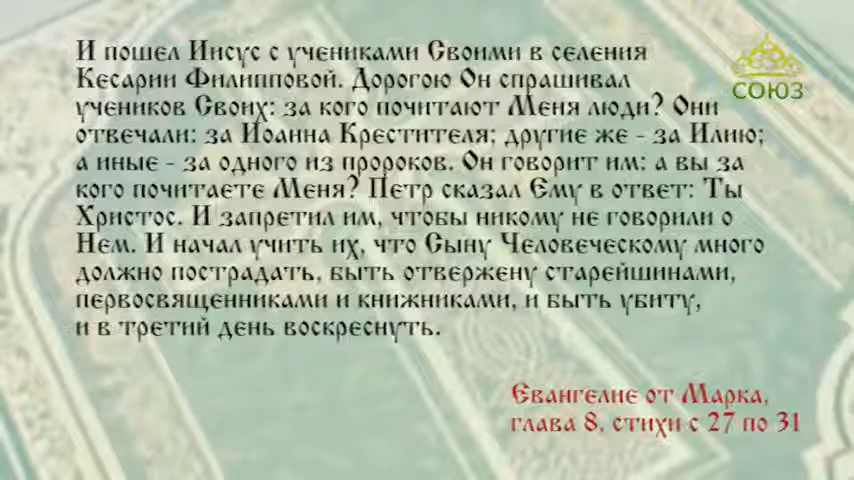 И пошел Иисус с учениками Своими в селения
Кесарии Филипповой. Дорогою Он спрашивал
учеников Своих: за кого почитают Меня люди? Они
отвечали: за Иоанна Крестителя; другие же - за Илию;
а иные - за одного из пророков. Он говорит им: а вы за
кого почитаете Меня? Петр сказал Ему в ответ: Ты
Христос. И запретил им, чтобы никому не говорили о
Нем. И начал учить их, что Сыну Человеческому много
должно пострадать, быть отвержену старейшинами,
первосвященниками и книжниками, и быть убиту,
и в третий день воскреснуть.
СОЮЗ
Евангелие от Марка,
глава 8, стихи с 27 по 31